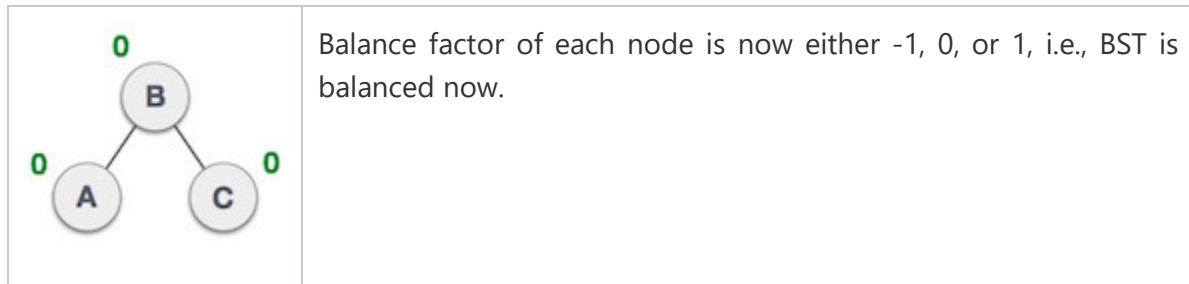 0
B
0
0
A
C
Balance factor of each node is now either -1, 0, or 1, i.e., BST is
balanced now.